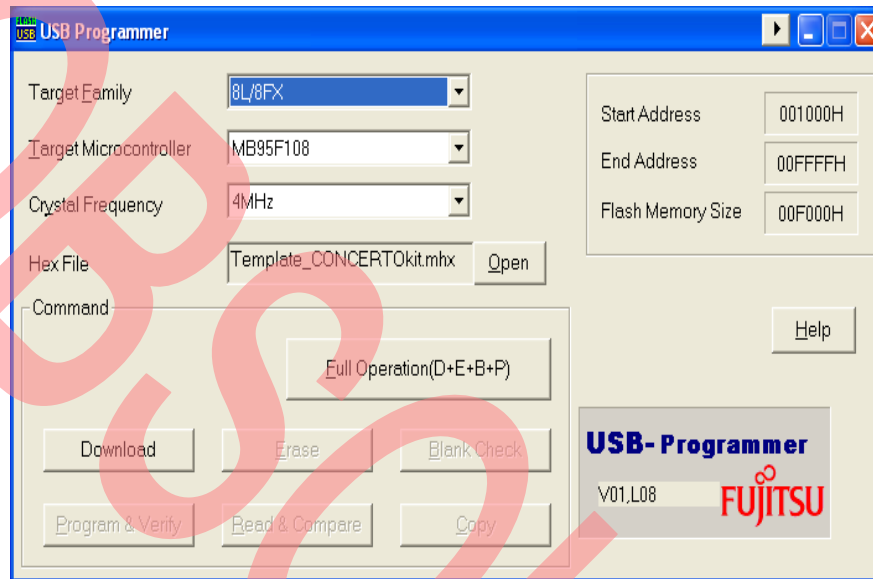 USB USB Programmer
Target Family 8L/8FX
Target Microcontroller MB95F108
Crystal Frequency 4MHz
Hex File Template_CONCERTOkit.mhx Open
Start Address 001000H
End Address 00FFFFH
Flash Memory Size 00F000H
Command
Full Operation(D+E+B+P)
Download Erase Blank Check
Program & Verify Read & Compare Copy
Help
USB-Programmer
V01,L08 FUJITSU